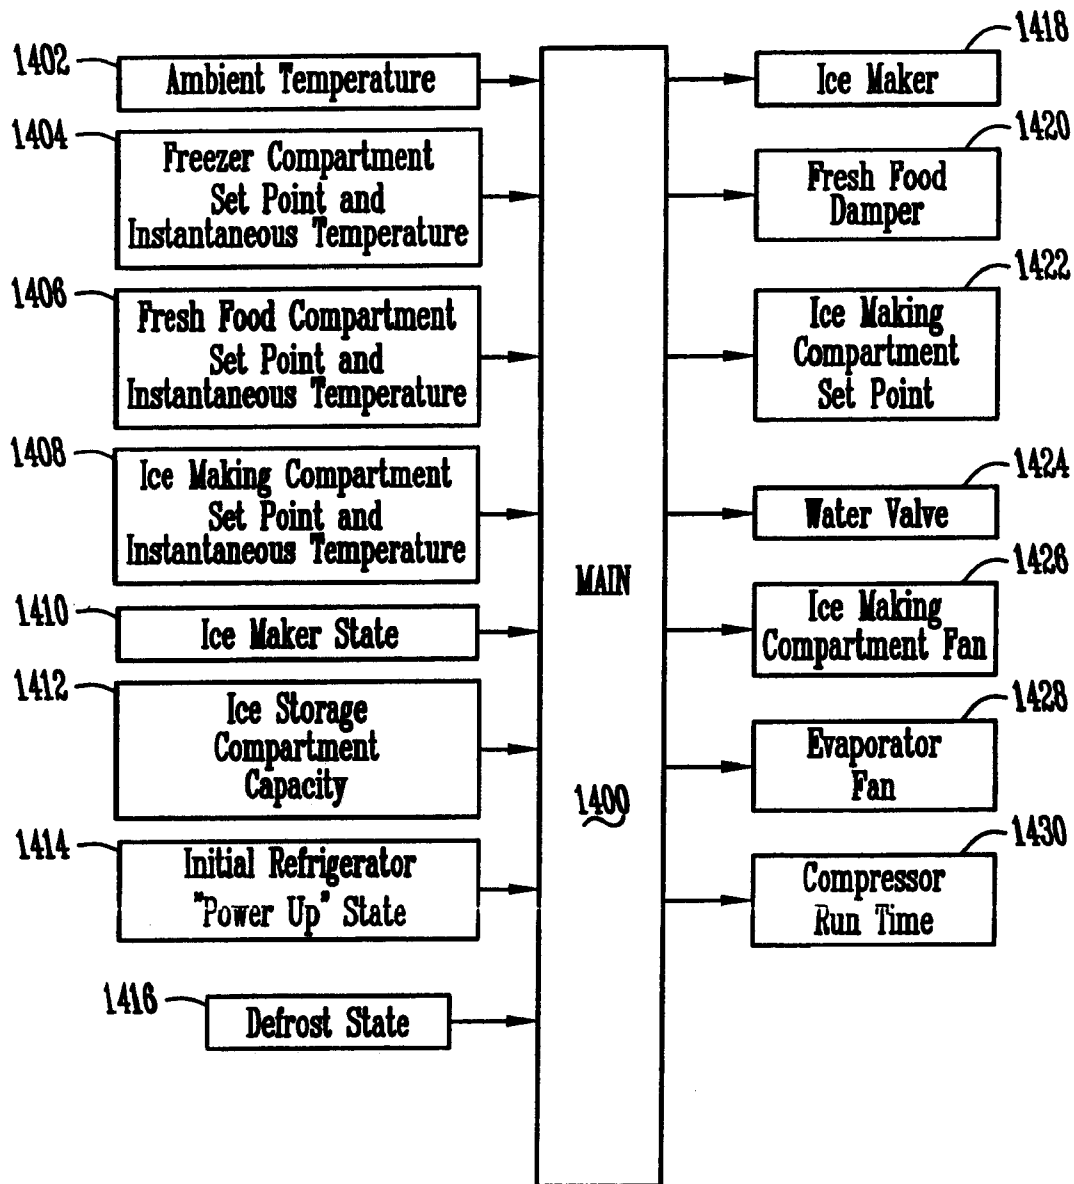 1402
Ambient Temperature
1404
Freezer Compartment
Set Point and
Instantaneous Temperature
1406
Fresh Food Compartment
Set Point and
Instantaneous Temperature
1408
Ice Making Compartment
Set Point and
Instantaneous Temperature
1410
Ice Maker State
1412
Ice Storage
Compartment
Capacity
1414
Initial Refrigerator
"Power Up" State
1416
Defrost State
MAIN
1400
1418
Ice Maker
1420
Fresh Food
Damper
1422
Ice Making
Compartment
Set Point
1424
Water Valve
1426
Ice Making
Compartment Fan
1428
Evaporator
Fan
1430
Compressor
Run Time